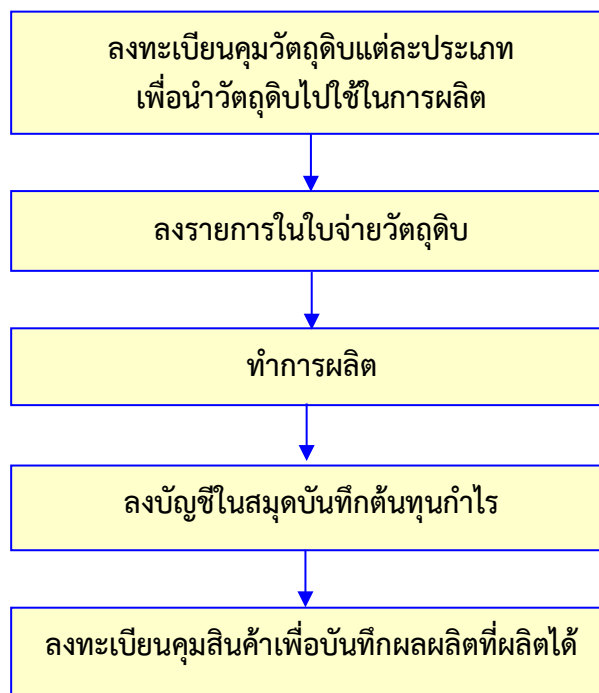 ลงทะเบียนคุมวัตถุดิบแต่ละประเภท
เพื่อนำวัตถุดิบไปใช้ในการผลิต
ลงรายการในใบจ่ายวัตถุดิบ
ทำการผลิต
ลงบัญชีในสมุดบันทึกต้นทุนกำไร
ลงทะเบียนคุมสินค้าเพื่อบันทึกผลผลิตที่ผลิตได้